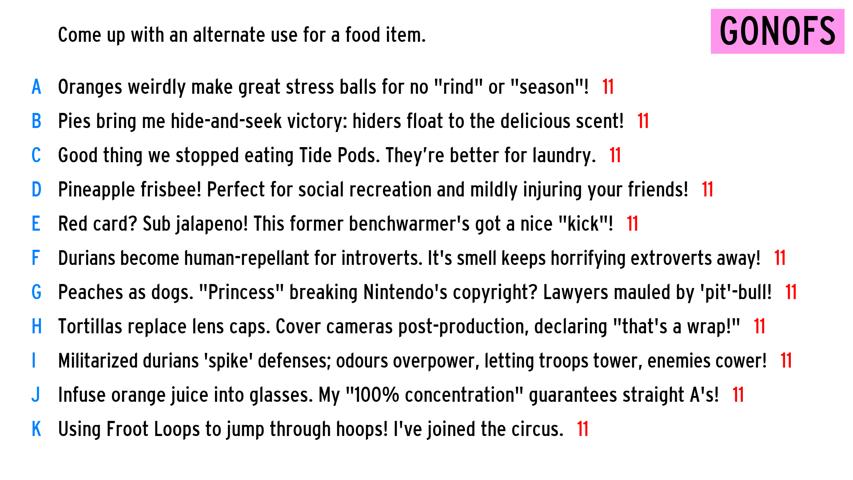 Come up with an alternate use for a food item.
GONOFS
A Oranges weirdly make great stress balls for no "rind" or "season"! 11
B Pies bring me hide-and-seek victory: hiders float to the delicious scent! 11
C Good thing we stopped eating Tide Pods. They're better for laundry. 11
D Pineapple frisbee! Perfect for social recreation and mildly injuring your friends! 11
E Red card? Sub jalapeno! This former benchwarmer's got a nice "kick"! 11
F Durians become human-repellant for introverts. It's smell keeps horrifying extroverts away! 11
G Peaches as dogs. "Princess" breaking Nintendo's copyright? Lawyers mauled by 'pit'-bull! 11
H Tortillas replace lens caps. Cover cameras post-production, declaring "that's a wrap!" 11
I Militarized durians 'spike' defenses; odours overpower, letting troops tower, enemies cower! 11
J Infuse orange juice into glasses. My "100% concentration" guarantees straight A's! 11
K Using Froot Loops to jump through hoops! I've joined the circus. 11